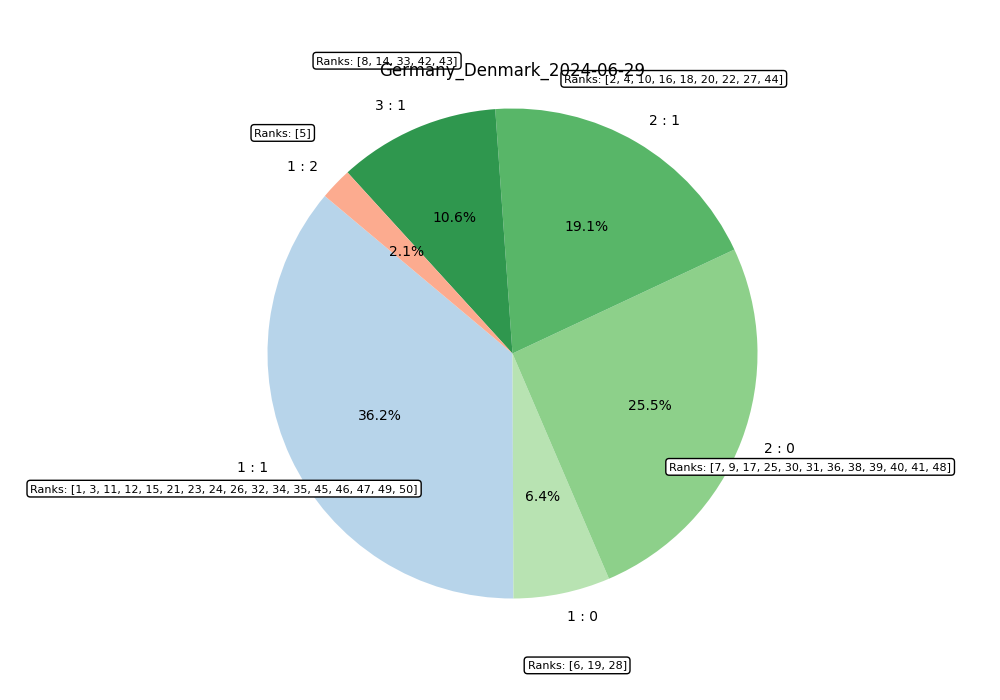 Ranks: [8, 14, 33, 42, 43]
Germany_Denmark_2024-06-29
Ranks: [2, 4, 10, 16, 18, 20, 22, 27, 44]
3 : 1
2 : 1
Ranks: [5]
1 : 2
10.6%
19.1%
2.1%
25.5%
36.2%
2 : 0
1 : 1
Ranks: [7, 9, 17, 25, 30, 31, 36, 38, 39, 40, 41, 48]
Ranks: [1, 3, 11, 12, 15, 21, 23, 24, 26, 32, 34, 35, 45, 46, 47, 49, 50]
6.4%
1 : 0
Ranks: [6, 19, 28]